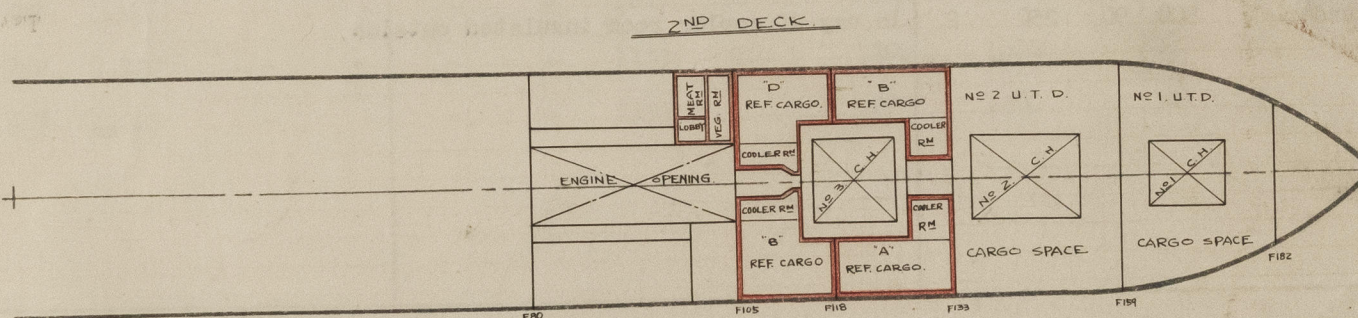 2ND DECK.
MEAT RM
LOBBY
VEG. RM
"D"
REF. CARGO.
COOLER RM
"B"
REF CARGO
COOLER RM
No 2 U.T.D.
No 1. U.T.D.
ENGINE OPENING
No 3. C.H.
No 2. C.H.
No 1 C.H.
COOLER RM
"B"
REF. CARGO
COOLER RM
"A"
REF. CARGO.
CARGO SPACE
CARGO SPACE
F80
F105
F118
F133
F159
F182